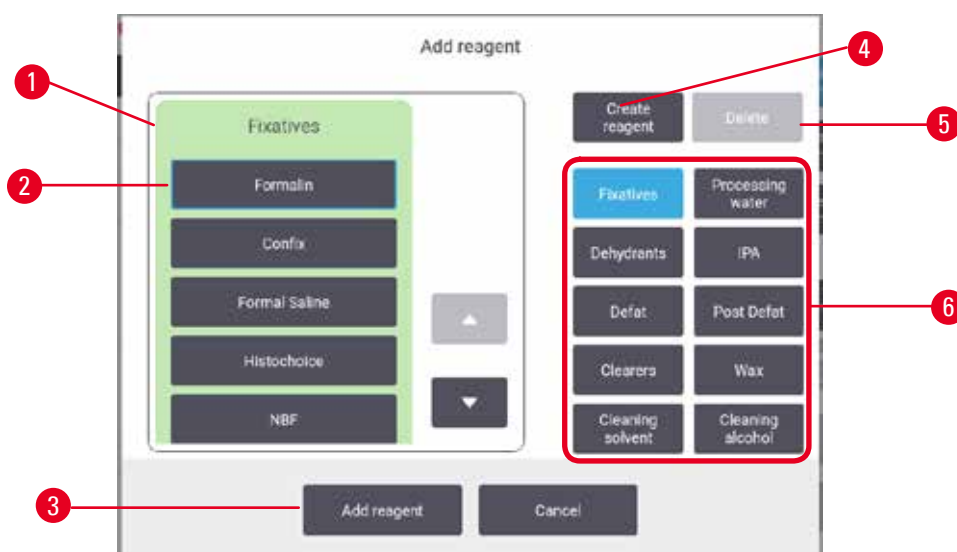 Add reagent
4
1
Create
reagent
Delete
5
Fixatives
2
Formalin
Fixatives
Processing
water
Confix
Dehydrants
IPA
Formal Saline
Defat
Post Defat
6
Histochoice
Clearers
Wax
NBF
Cleaning
solvent
Cleaning
alcohol
3
Add reagent
Cancel